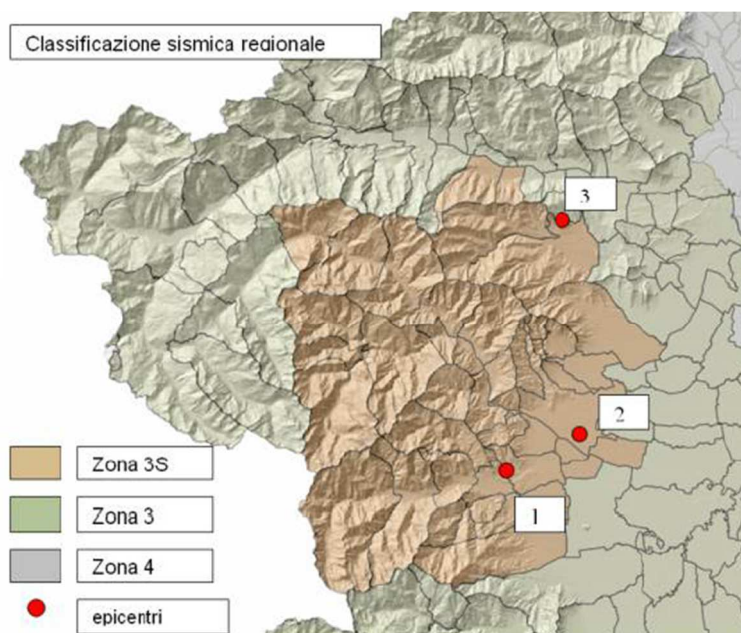 Classificazione sismica regionale
3
2
1
Zona 3S
Zona 3
Zona 4
epicentri